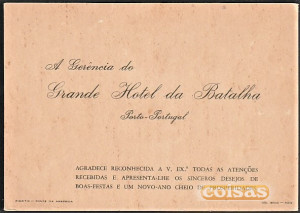 A Gerência do
Grande Hotel da Batalha
Porto-Portugal
AGRADECE RECONHECIDA A V. EX.ª TODAS AS ATENÇÕES
RECEBIDAS E APRESENTA-LHE OS SINCEROS DESEJOS DE
BOAS-FESTAS E UM NOVO-ANO CHEIO DE PROSPERIDADES
coisas